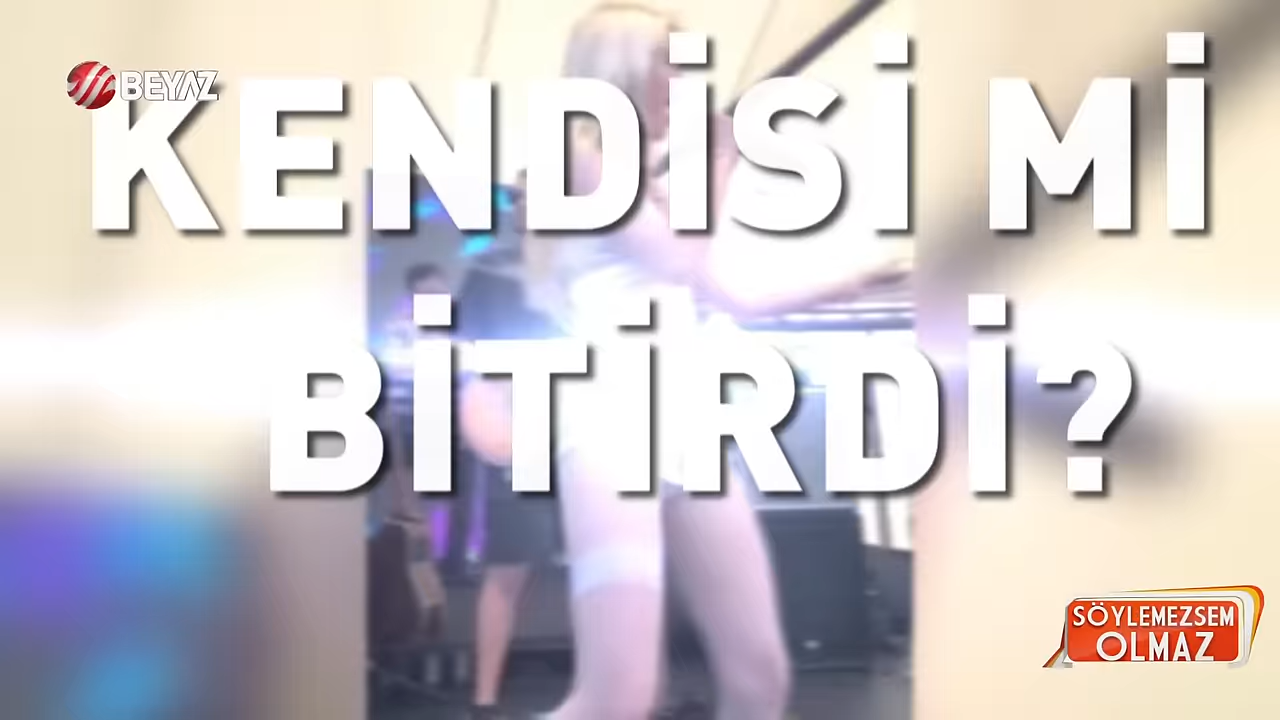 BEYAZ
KENDİSİ Mİ
BİTİRDİ?
SÖYLEMEZSEM
OLMAZ